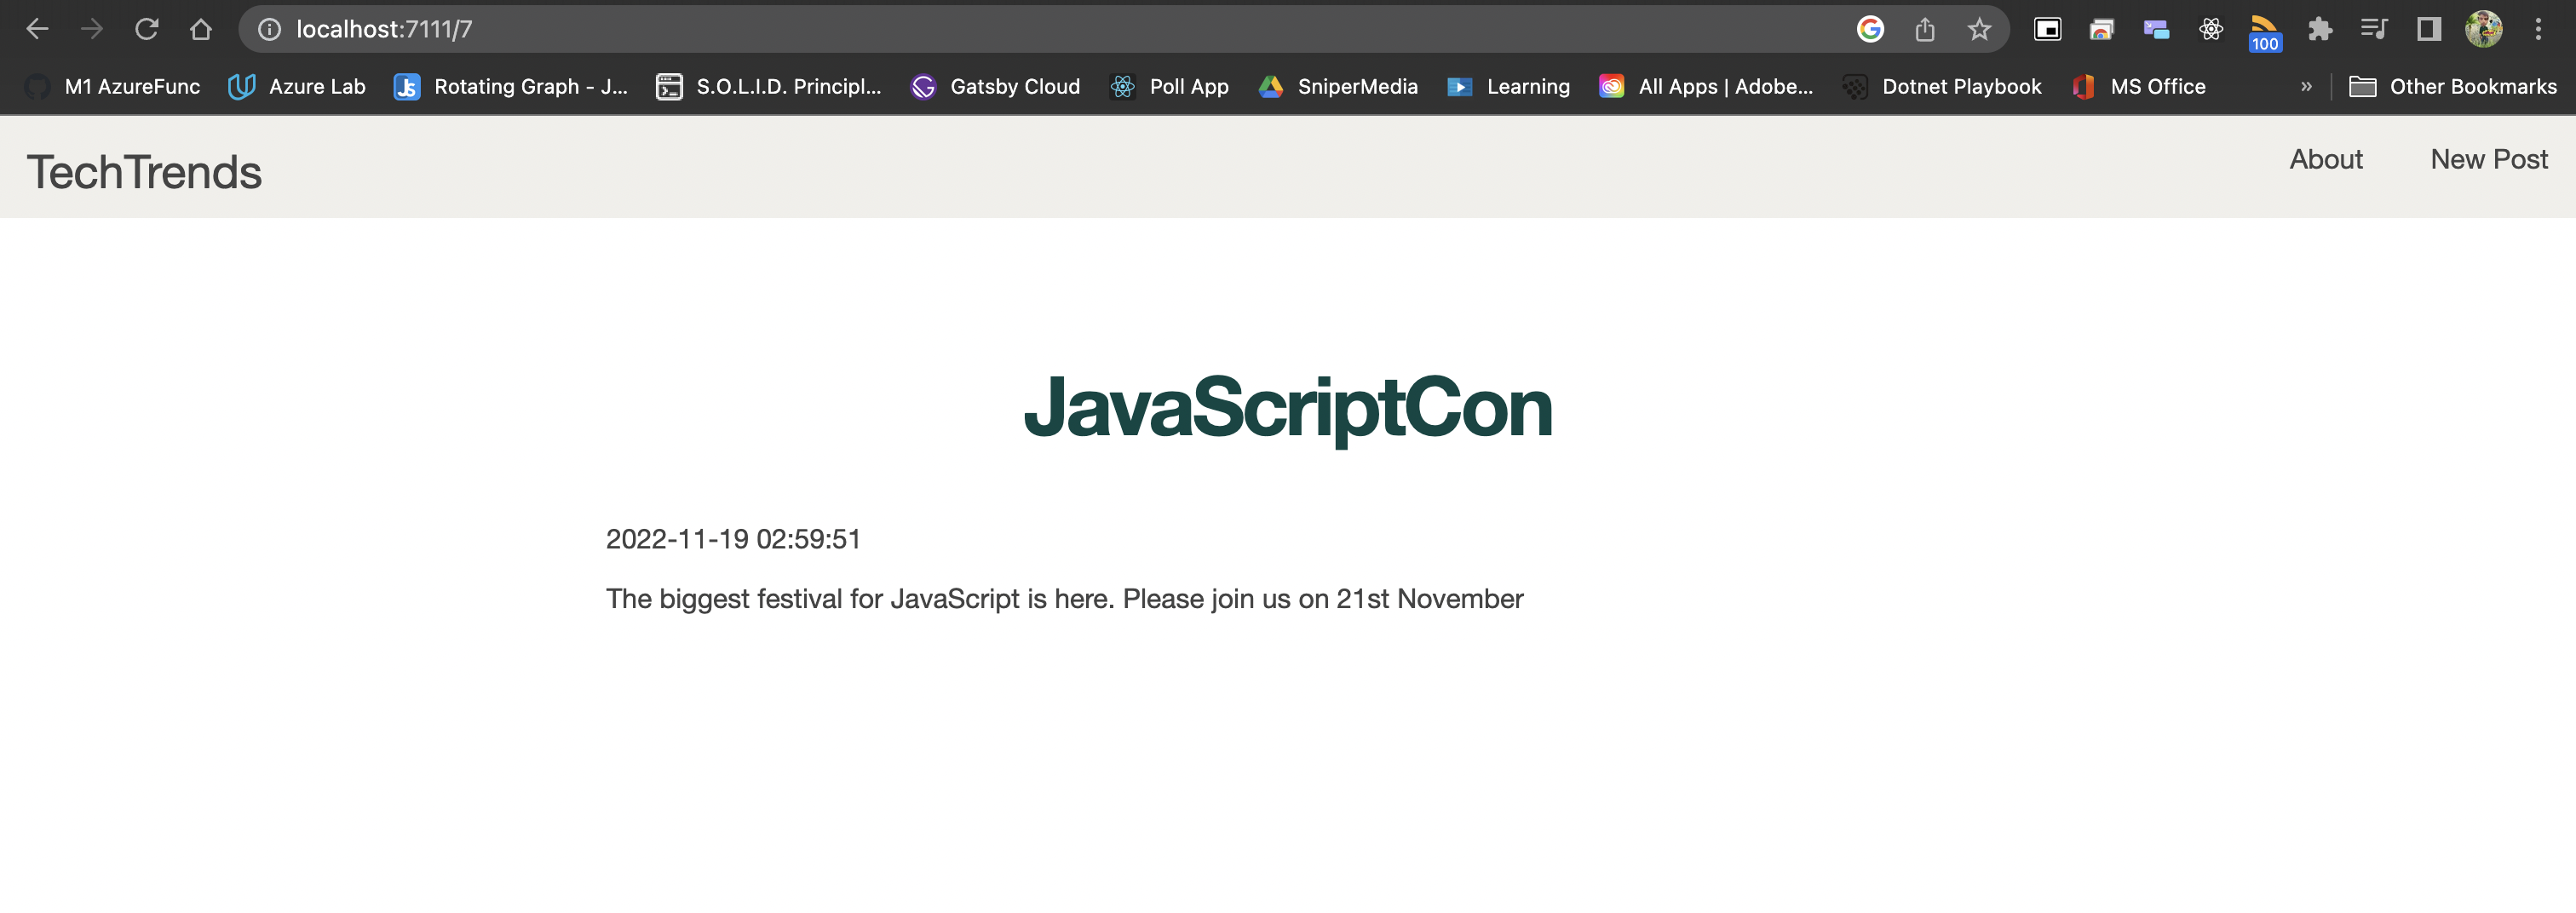 localhost:7111/7
100
M1 AzureFunc Azure Lab JS Rotating Graph - J... S.O.L.I.D. Principl... Gatsby Cloud Poll App SniperMedia Learning All Apps | Adobe... Dotnet Playbook MS Office » Other Bookmarks
TechTrends About New Post
JavaScriptCon
2022-11-19 02:59:51
The biggest festival for JavaScript is here. Please join us on 21st November